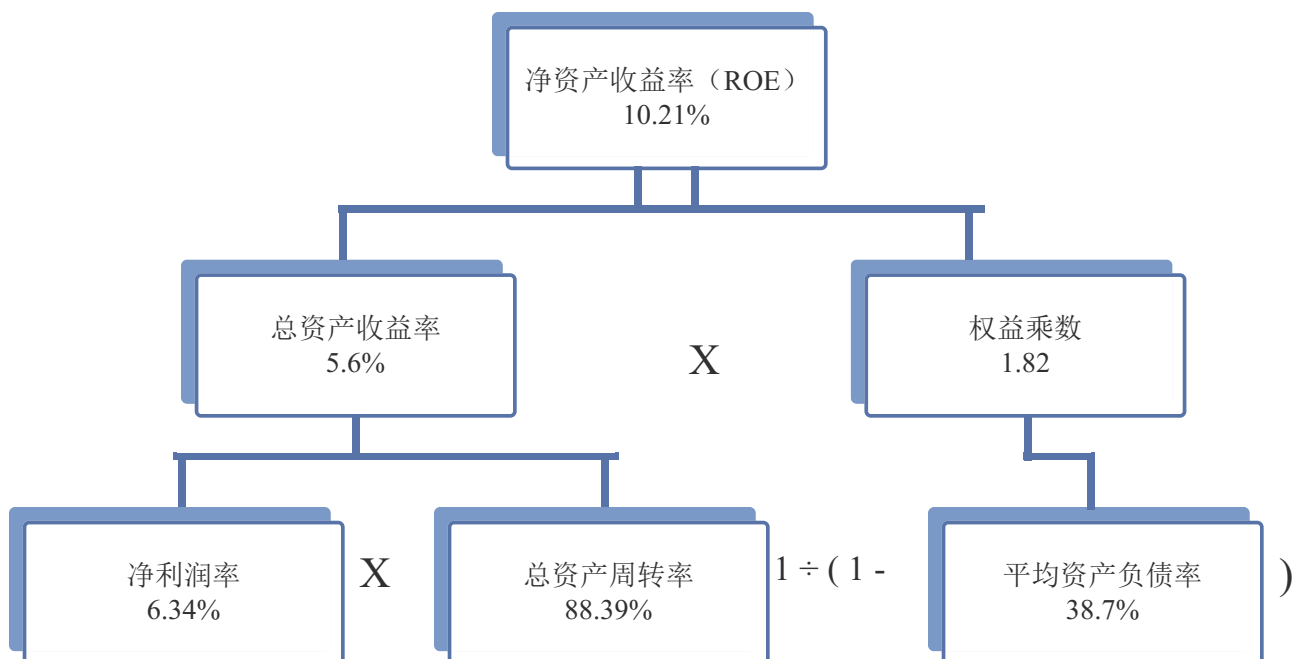 净资产收益率（ROE）
10.21%
总资产收益率
5.6%
X
权益乘数
1.82
净利润率
6.34%
X
总资产周转率
88.39%
1 ÷ ( 1 -
平均资产负债率
38.7%
)